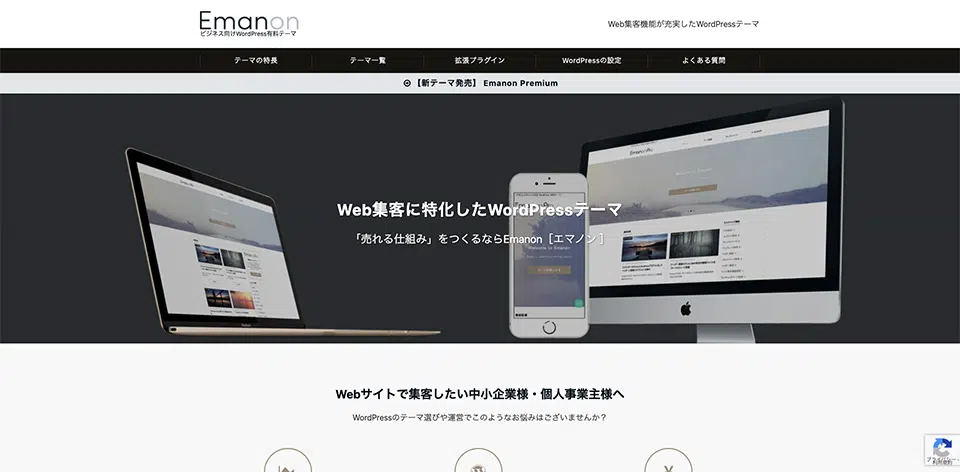 Emanon
ビジネス向けWordPress有料テーマ
Web集客機能が充実したWordPressテーマ
テーマの特長
テーマ一覧
拡張プラグイン
WordPressの設定
よくある質問
【新テーマ発売】 Emanon Premium
Web集客に特化したWordPressテーマ
「売れる仕組み」をつくるならEmanon［エマノン］
Welcome to Emanon
Webサイトで集客したい中小企業様・個人事業主様へ
WordPressのテーマ選びや運営でこのようなお悩みはございませんか？